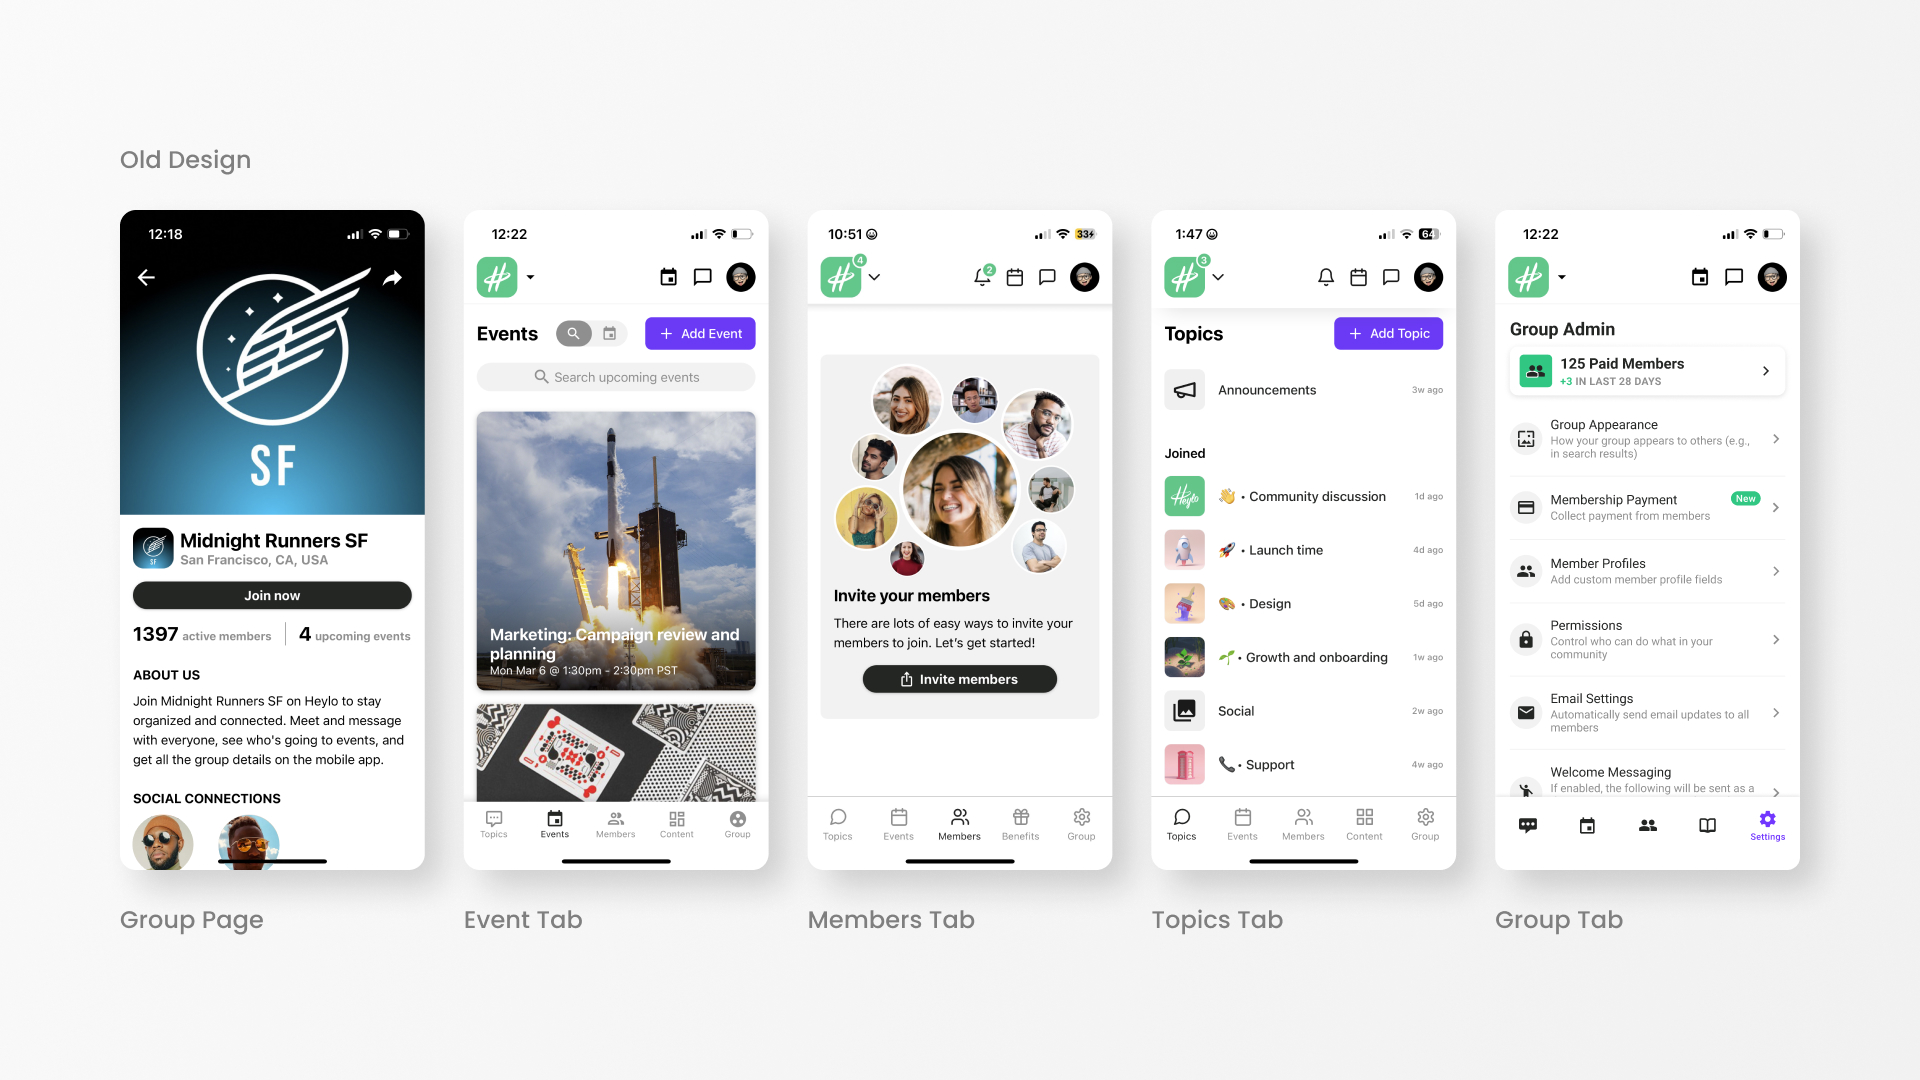 Old Design
12:18
SF
SF
Midnight Runners SF
San Francisco, CA, USA
Join now
1397 active members
4 upcoming events
ABOUT US
Join Midnight Runners SF on Heylo to stay
organized and connected. Meet and message
with everyone, see who's going to events, and
get all the group details on the mobile app.
SOCIAL CONNECTIONS
Group Page
12:22
Events
+ Add Event
Search upcoming events
Marketing: Campaign review and
planning
Mon Mar 6 @ 1:30pm - 2:30pm PST
Topics
Events
Members
Content
Group
Event Tab
10:51
33
4
2
Invite your members
There are lots of easy ways to invite your
members to join. Let's get started!
Invite members
Topics
Events
Members
Benefits
Group
Members Tab
1:47
64
3
Topics
+ Add Topic
Announcements
3w ago
Joined
Heylo
👋 • Community discussion
1d ago
🚀 • Launch time
4d ago
🎨 • Design
5d ago
🌱 • Growth and onboarding
1w ago
Social
2w ago
📞 • Support
4w ago
Topics
Events
Members
Content
Group
Topics Tab
12:22
Group Admin
125 Paid Members
+3 IN LAST 28 DAYS
Group Appearance
How your group appears to others (e.g.,
in search results)
Membership Payment
New
Collect payment from members
Member Profiles
Add custom member profile fields
Permissions
Control who can do what in your
community
Email Settings
Automatically send email updates to all
members
Welcome Messaging
If enabled, the following will be sent as a
Settings
Group Tab